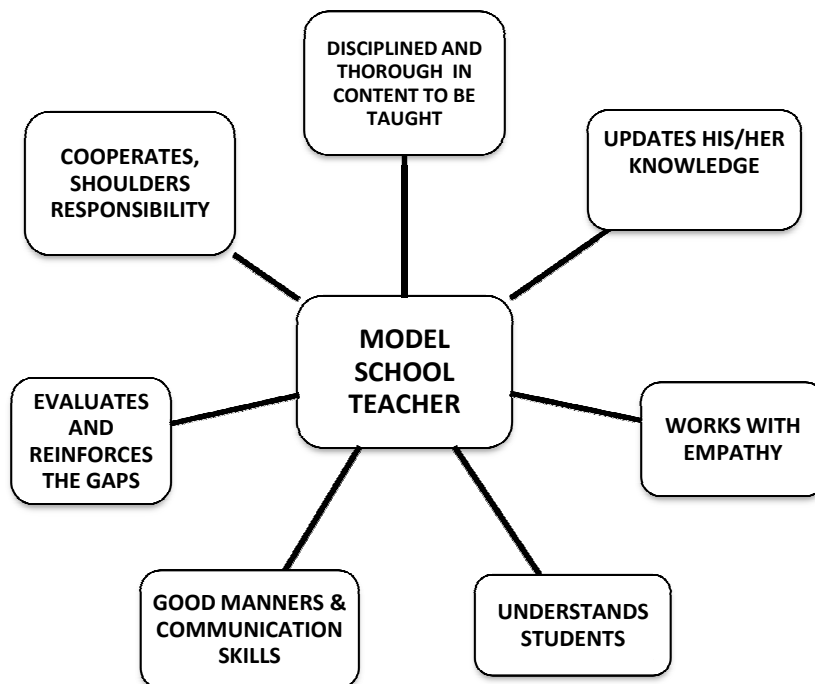 DISCIPLINED AND
THOROUGH IN
CONTENT TO BE
TAUGHT
UPDATES HIS/HER
KNOWLEDGE
COOPERATES,
SHOULDERS
RESPONSIBILITY
MODEL
SCHOOL
TEACHER
EVALUATES
AND
REINFORCES
THE GAPS
WORKS WITH
EMPATHY
GOOD MANNERS &
COMMUNICATION
SKILLS
UNDERSTANDS
STUDENTS